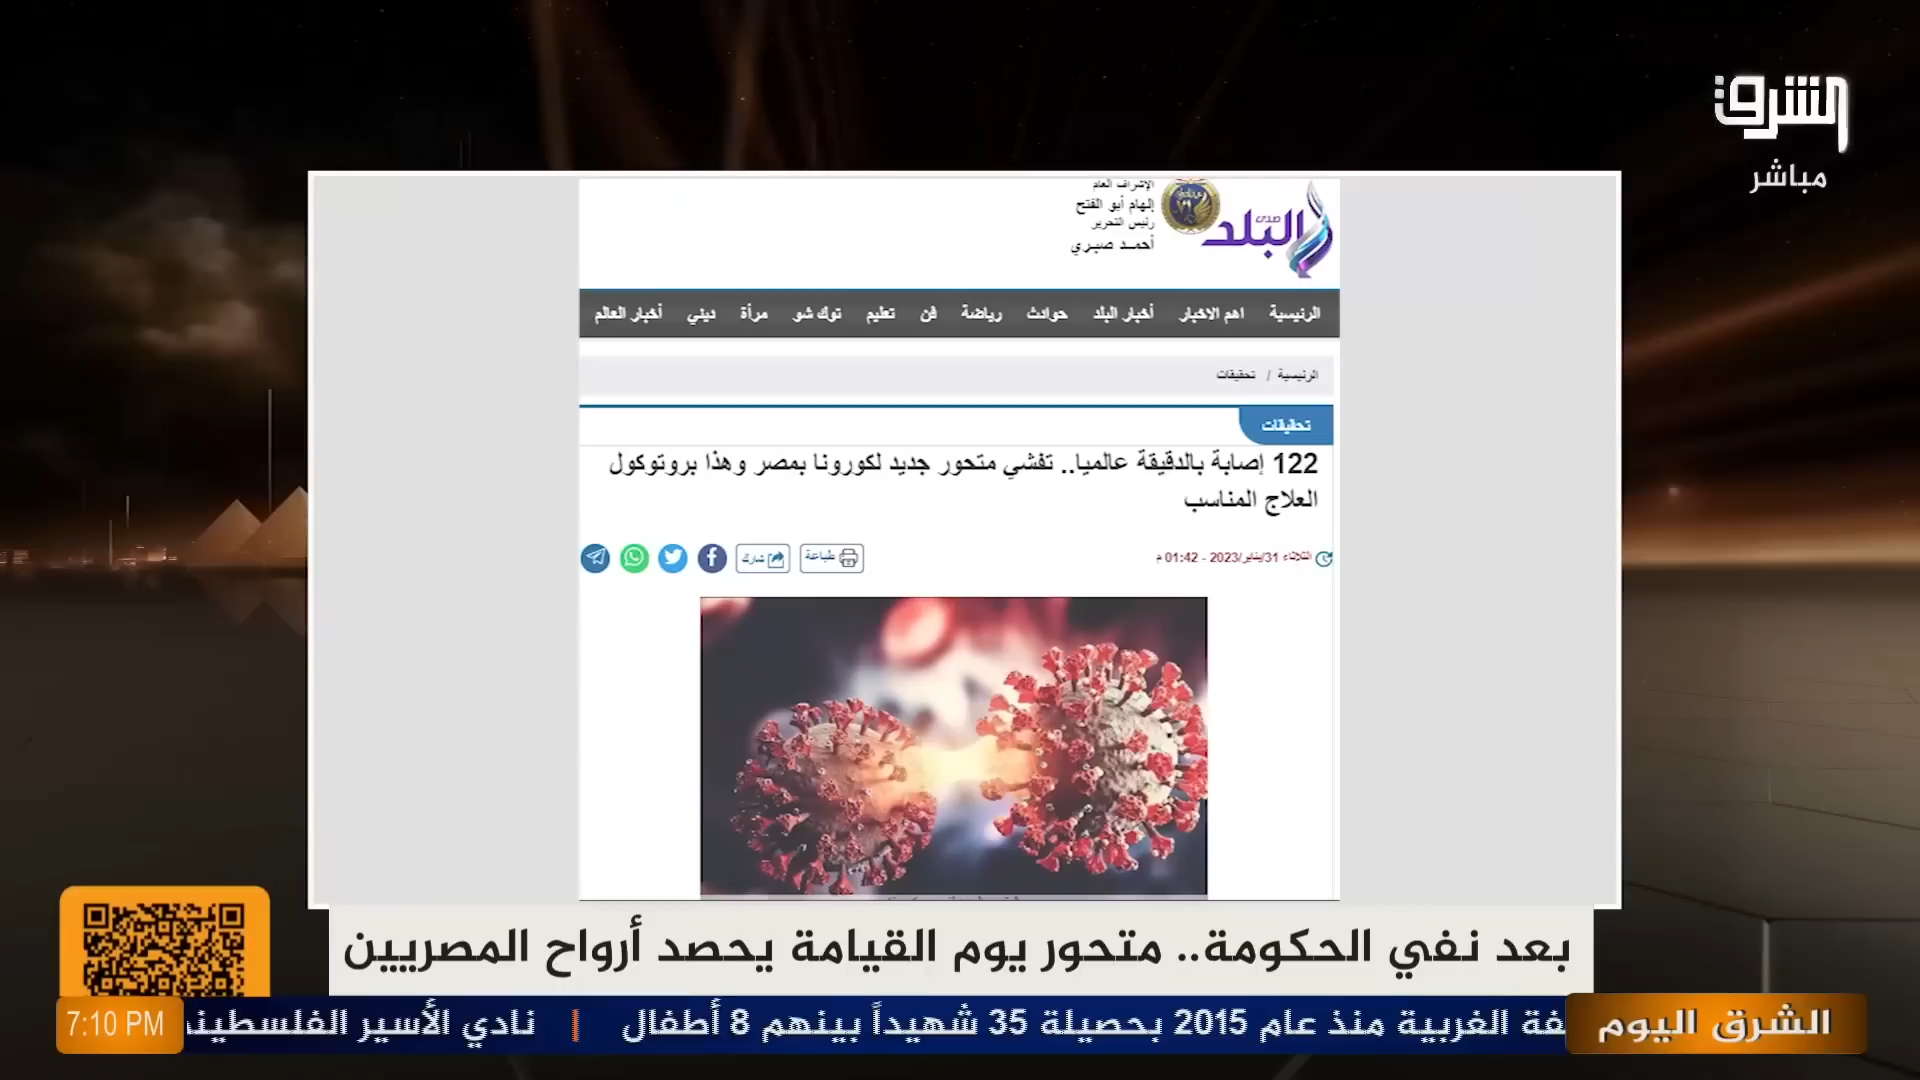 الشرق
مباشر
الإشراف العام
إلهام أبو الفتح
رئيس التحرير
أحمد صبري
صدى البلد
الرئيسية اهم الاخبار أخبار البلد حوادث رياضة فن تعليم توك شو مرأة ديني أخبار العالم
الرئيسية / تحقيقات
تحقيقات
122 إصابة بالدقيقة عالميا.. تفشي متحور جديد لكورونا بمصر وهذا بروتوكول
العلاج المناسب
الثلاثاء 31/يناير/2023 - 01:42 م
طباعة
شارك
بعد نفي الحكومة.. متحور يوم القيامة يحصد أرواح المصريين
الشرق اليوم
فة الغربية منذ عام 2015 بحصيلة 35 شهيداً بينهم 8 أطفال | نادي الأسير الفلسطين
7:10 PM